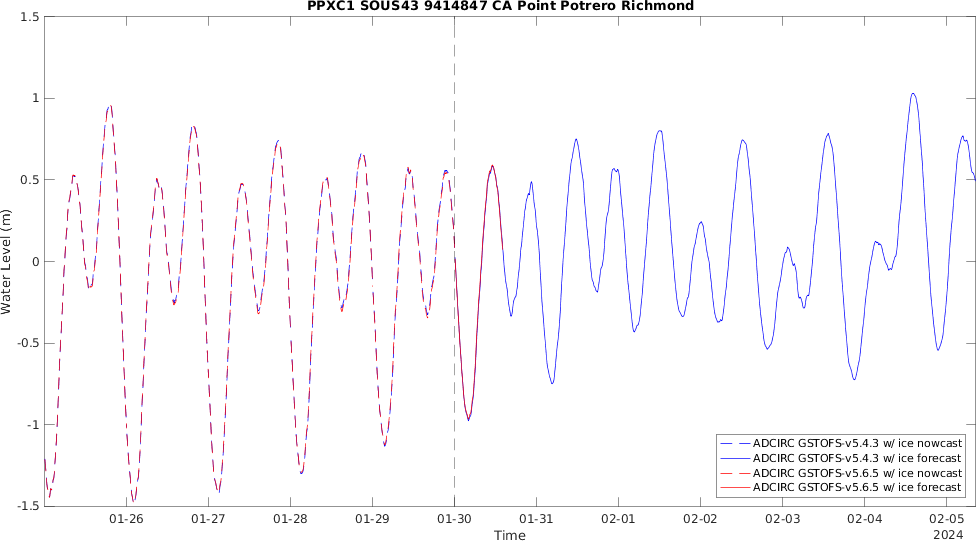 PPXC1 SOUS43 9414847 CA Point Potrero Richmond
1.5
1
0.5
0
-0.5
-1
-1.5
Water Level (m)
ADCIRC GSTOFS-v5.4.3 w/ ice nowcast
ADCIRC GSTOFS-v5.4.3 w/ ice forecast
ADCIRC GSTOFS-v5.6.5 w/ ice nowcast
ADCIRC GSTOFS-v5.6.5 w/ ice forecast
01-26 01-27 01-28 01-29 01-30 01-31 02-01 02-02 02-03 02-04 02-05
Time
2024